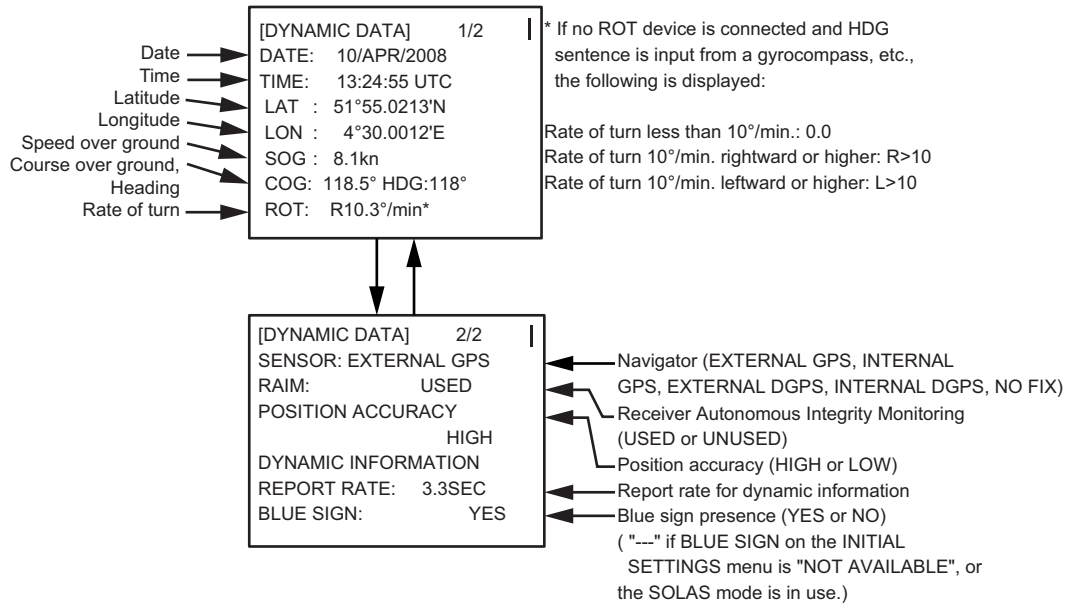 [DYNAMIC DATA] 1/2
DATE: 10/APR/2008
TIME: 13:24:55 UTC
LAT : 51°55.0213'N
LON : 4°30.0012'E
SOG : 8.1kn
COG: 118.5° HDG:118°
ROT: R10.3°/min*
Date
Time
Latitude
Longitude
Speed over ground
Course over ground,
Heading
Rate of turn
* If no ROT device is connected and HDG
sentence is input from a gyrocompass, etc.,
the following is displayed:
Rate of turn less than 10°/min.: 0.0
Rate of turn 10°/min. rightward or higher: R>10
Rate of turn 10°/min. leftward or higher: L>10
[DYNAMIC DATA] 2/2
SENSOR: EXTERNAL GPS
RAIM: USED
POSITION ACCURACY
HIGH
DYNAMIC INFORMATION
REPORT RATE: 3.3SEC
BLUE SIGN: YES
Navigator (EXTERNAL GPS, INTERNAL
GPS, EXTERNAL DGPS, INTERNAL DGPS, NO FIX)
Receiver Autonomous Integrity Monitoring
(USED or UNUSED)
Position accuracy (HIGH or LOW)
Report rate for dynamic information
Blue sign presence (YES or NO)
( "---" if BLUE SIGN on the INITIAL
SETTINGS menu is "NOT AVAILABLE", or
the SOLAS mode is in use.)